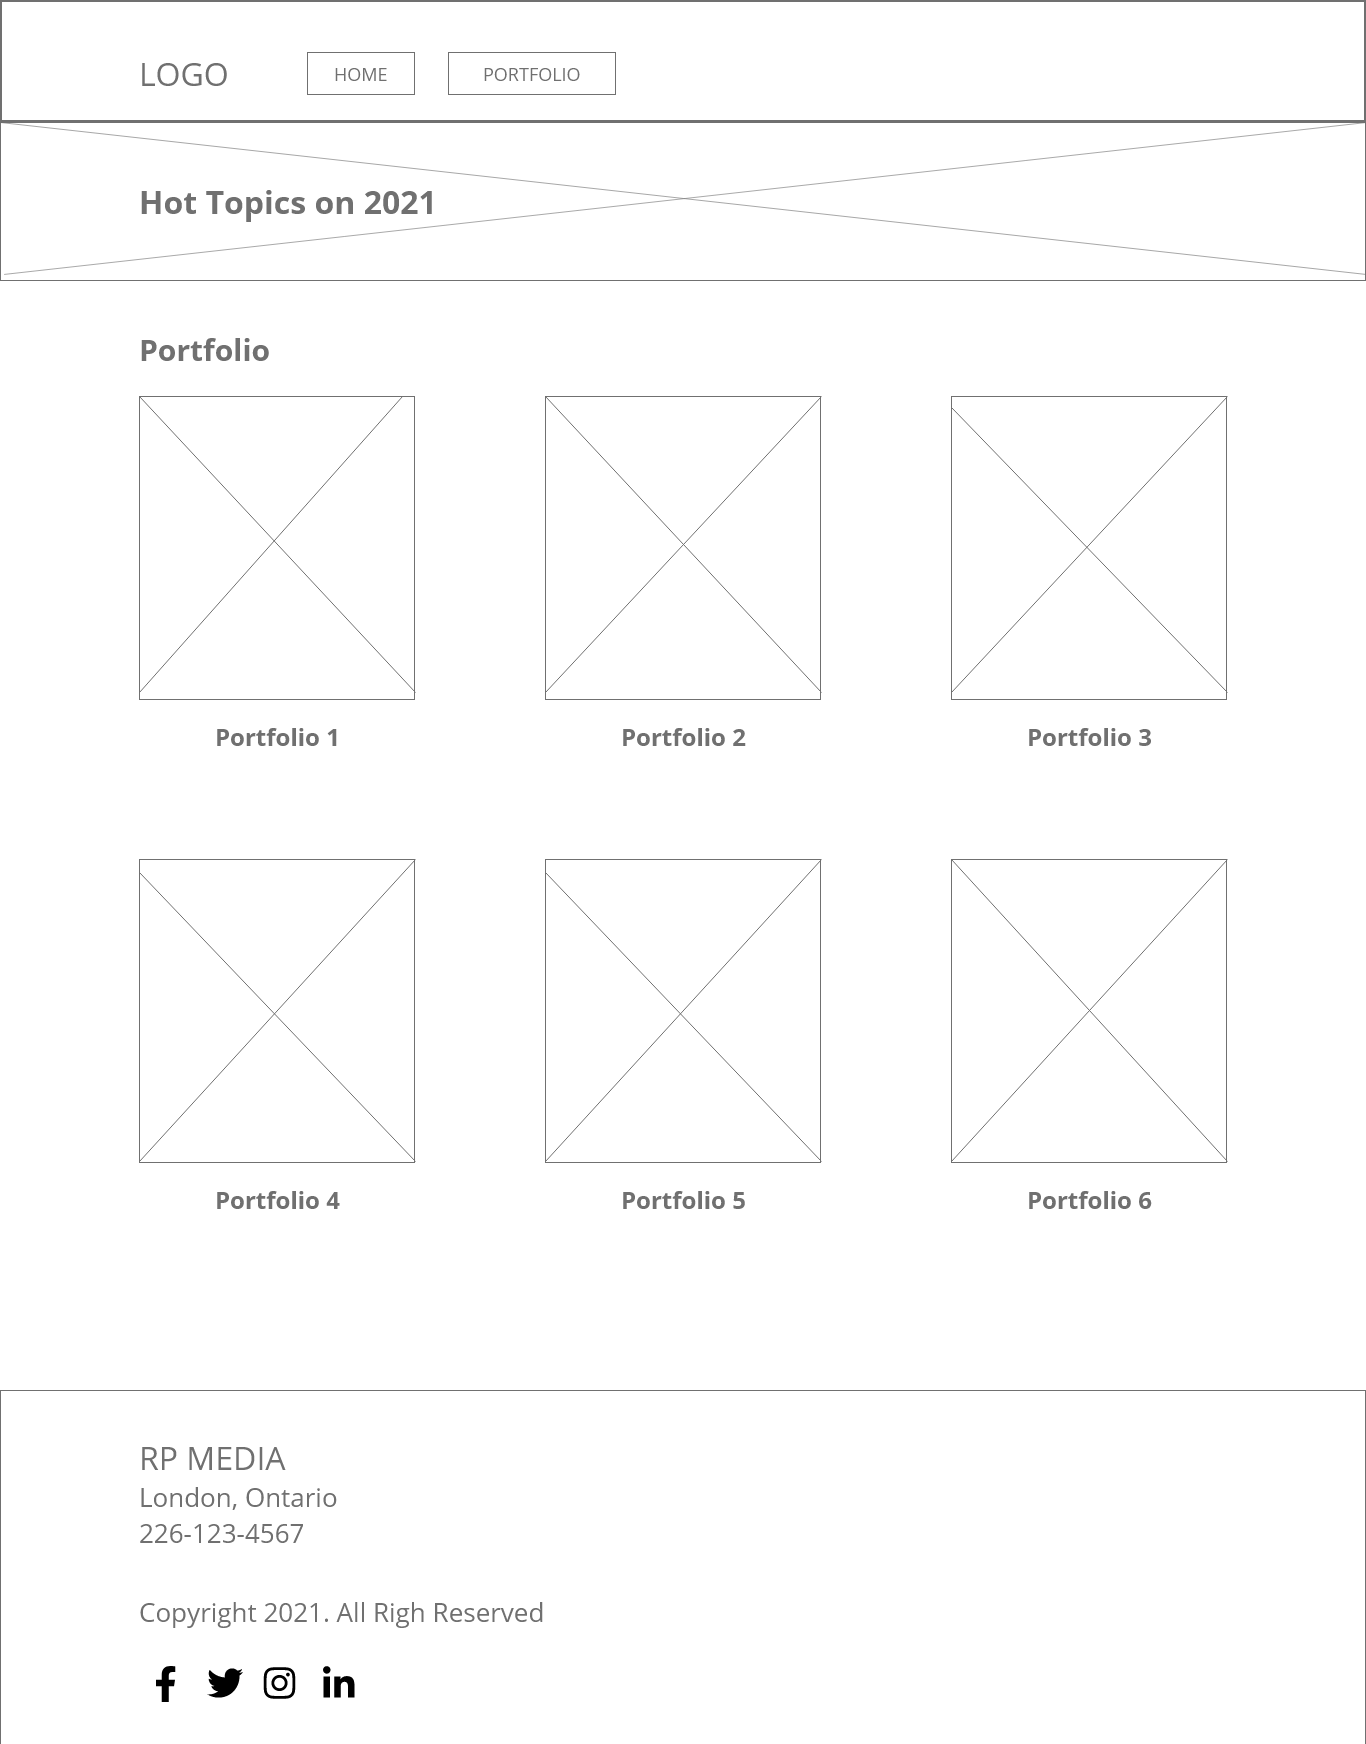 LOGO HOME PORTFOLIO
Hot Topics on 2021
Portfolio
Portfolio 1 Portfolio 2 Portfolio 3
Portfolio 4 Portfolio 5 Portfolio 6
RP MEDIA
London, Ontario
226-123-4567
Copyright 2021. All Righ Reserved